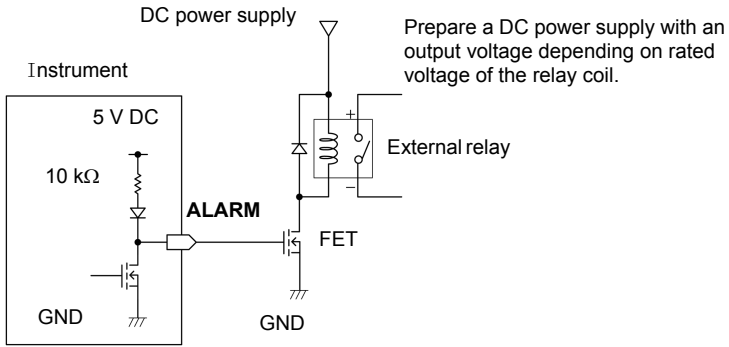 DC power supply
Prepare a DC power supply with an
output voltage depending on rated
voltage of the relay coil.
Instrument
5 V DC
+
10 kΩ
External relay
−
ALARM
FET
GND
GND